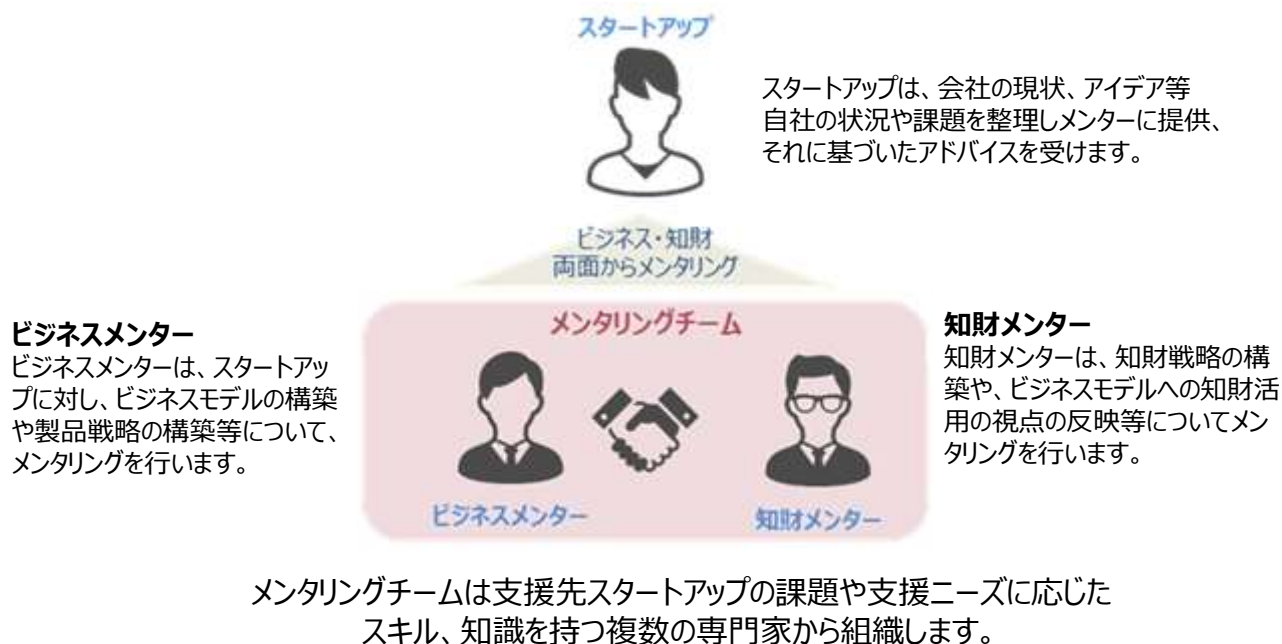 スタートアップ
スタートアップは、会社の現状、アイデア等
自社の状況や課題を整理しメンターに提供、
それに基づいたアドバイスを受けます。
ビジネス・知財
両面からメンタリング
ビジネスメンター
ビジネスメンターは、スタートアッ
プに対し、ビジネスモデルの構築
や製品戦略の構築等について、
メンタリングを行います。
メンタリングチーム
ビジネスメンター
知財メンター
知財メンター
知財メンターは、知財戦略の構
築や、ビジネスモデルへの知財活
用の視点の反映等についてメン
タリングを行います。
メンタリングチームは支援先スタートアップの課題や支援ニーズに応じた
スキル、知識を持つ複数の専門家から組織します。